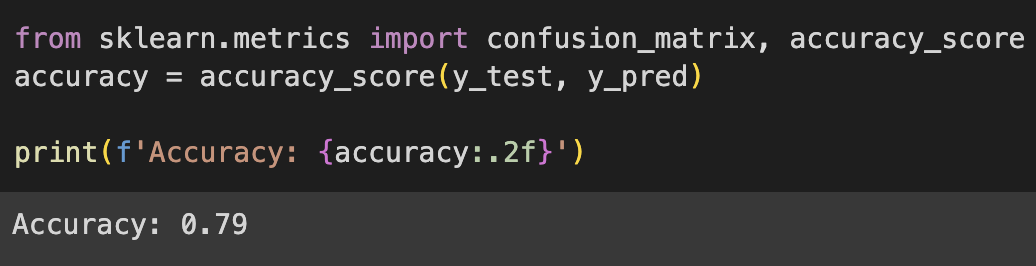 from sklearn.metrics import confusion_matrix, accuracy_score
accuracy = accuracy_score(y_test, y_pred)
print(f'Accuracy: {accuracy:.2f}')
Accuracy: 0.79